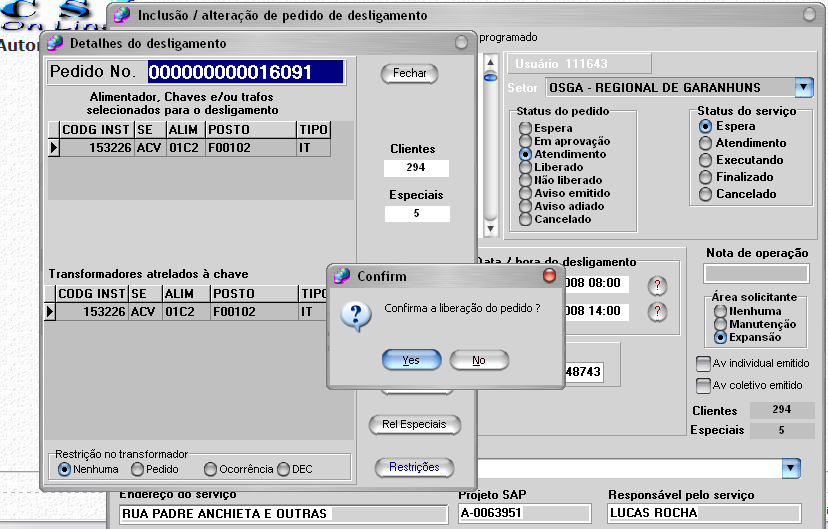 C S
On Line
Inclusão / alteração de pedido de desligamento
Detalhes do desligamento
programado
Pedido No. 000000000016091
Fechar
Alimentador, Chaves e/ou trafos
selecionados para o desligamento
CODG INST SE ALIM POSTO TIPO
153226 ACV 01C2 F00102 IT
Clientes
294
Especiais
5
Transformadores atrelados à chave
CODG INST SE ALIM POSTO
153226 ACV 01C2 F00102 IT
Rel Especiais
Restrições
Restrição no transformador
Nenhuma Pedido Ocorrência DEC
Confirm
Confirma a liberação do pedido ?
Yes No
Usuário 111643
Setor OSGA - REGIONAL DE GARANHUNS
Status do pedido
Espera
Em aprovação
Atendimento
Liberado
Não liberado
Aviso emitido
Aviso adiado
Cancelado
Status do serviço
Espera
Atendimento
Executando
Finalizado
Cancelado
Data / hora do desligamento
008 08:00 ?
008 14:00 ?
48743
Nota de operação
Área solicitante
Nenhuma
Manutenção
Expansão
Av individual emitido
Av coletivo emitido
Clientes 294
Especiais 5
Endereço do serviço Projeto SAP Responsável pelo serviço
RUA PADRE ANCHIETA E OUTRAS A-0063951 LUCAS ROCHA